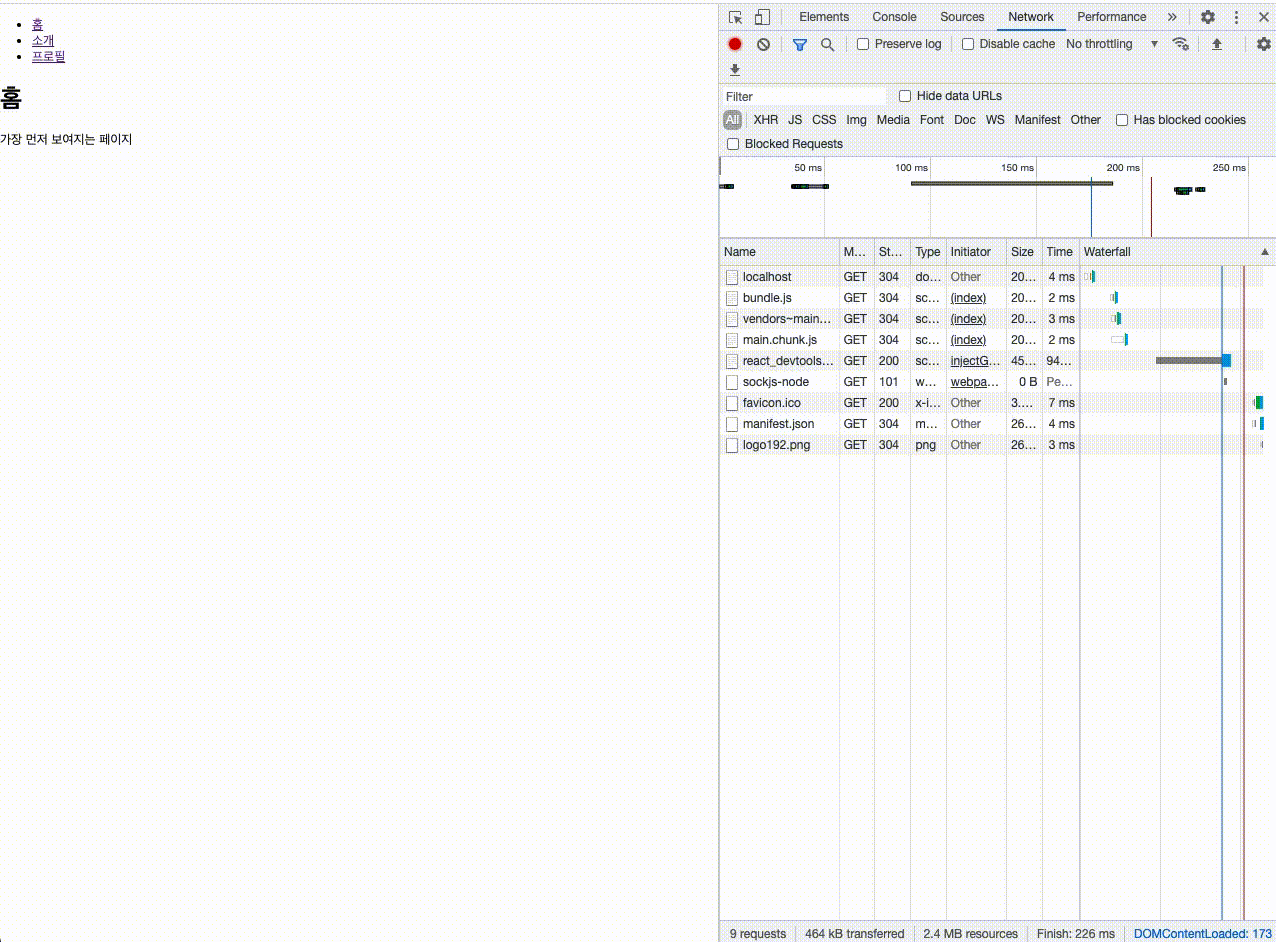 홈
소개
프로필
홈
가장 먼저 보여지는 페이지
Elements Console Sources Network Performance
Preserve log Disable cache No throttling
Filter Hide data URLs
All XHR JS CSS Img Media Font Doc WS Manifest Other Has blocked cookies
Blocked Requests
50 ms 100 ms 150 ms 200 ms 250 ms
Name M... St... Type Initiator Size Time Waterfall
localhost GET 304 do... Other 20... 4 ms
bundle.js GET 304 sc... (index) 20... 2 ms
vendors~main... GET 304 sc... (index) 20... 3 ms
main.chunk.js GET 304 sc... (index) 20... 2 ms
react_devtools... GET 200 sc... injectG... 45... 94...
sockjs-node GET 101 w... webpa... 0 B Pe...
favicon.ico GET 200 x-i... Other 3.... 7 ms
manifest.json GET 304 m... Other 26... 4 ms
logo192.png GET 304 png Other 26... 3 ms
9 requests 464 kB transferred 2.4 MB resources Finish: 226 ms DOMContentLoaded: 173